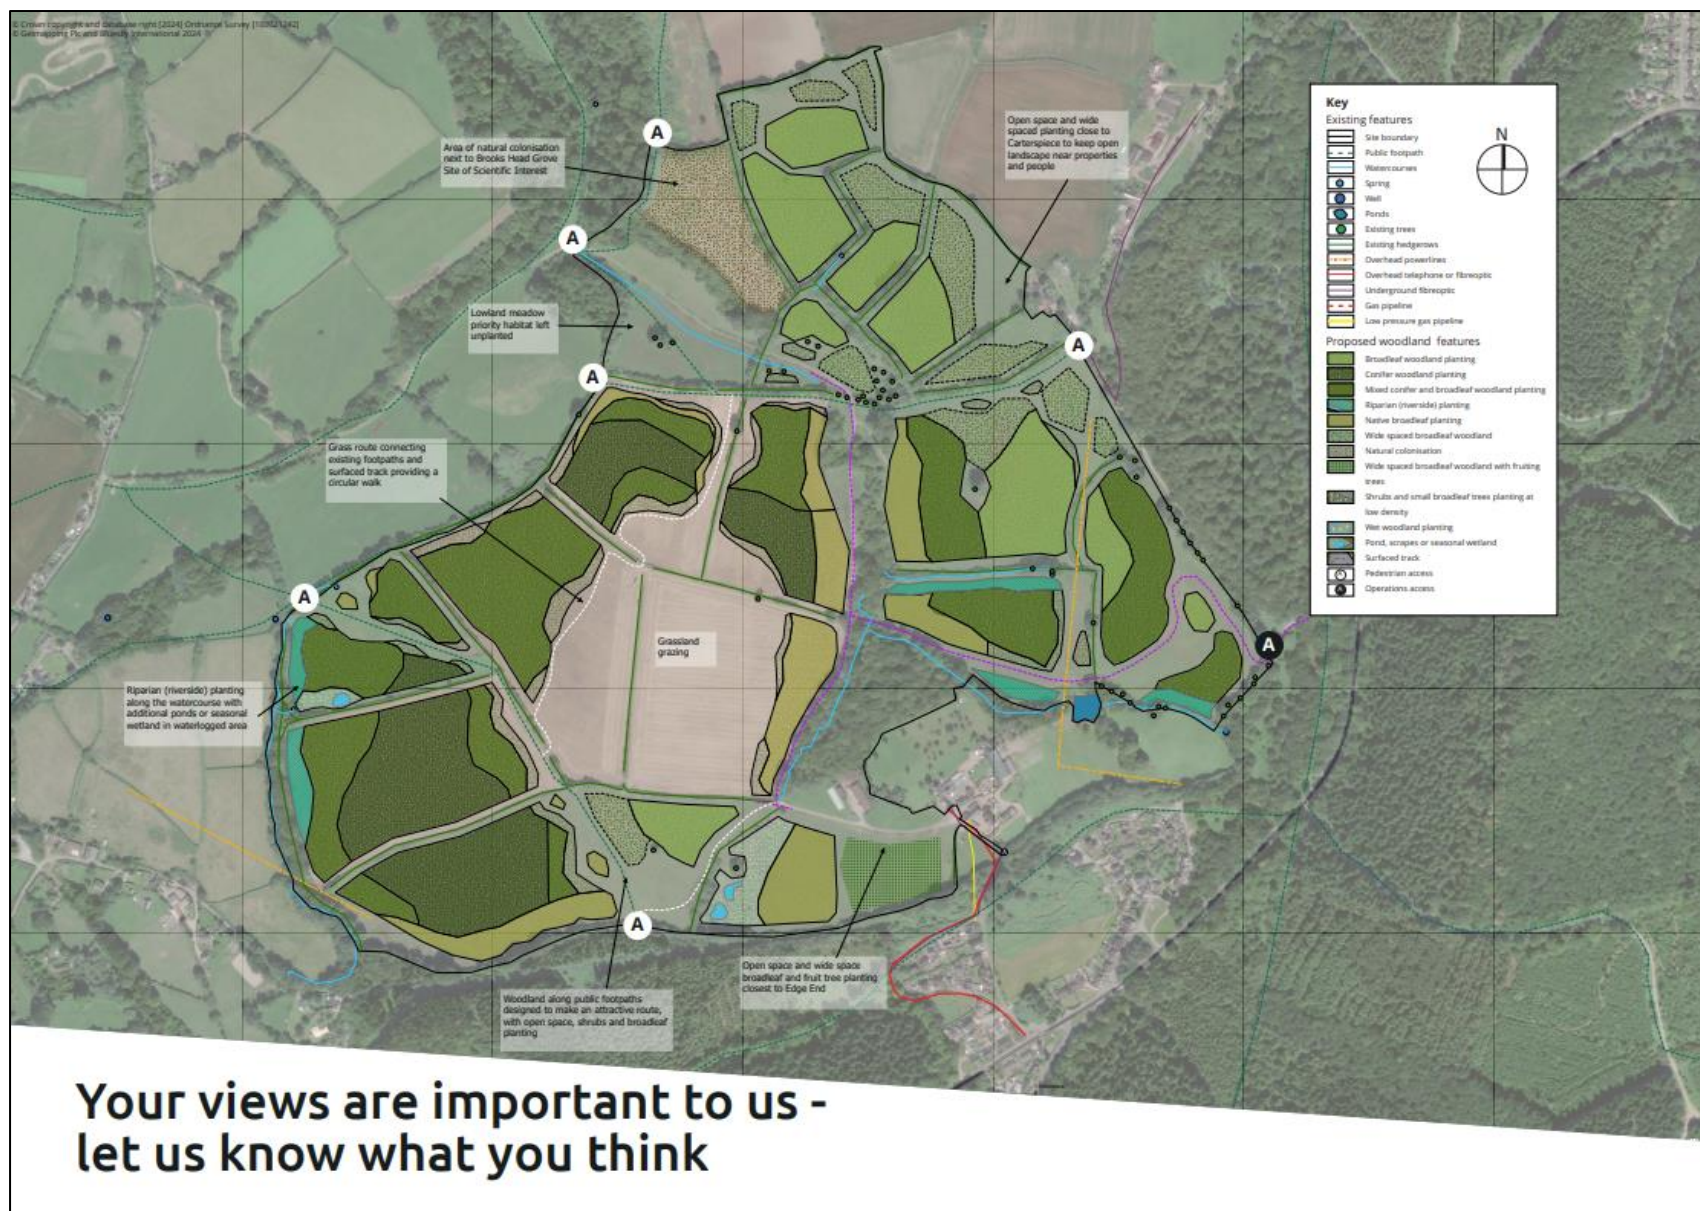 © Crown copyright and database right [2024] Ordnance Survey [100021242]
© Getmapping Plc and Bluesky International 2024
A
Area of natural colonisation
next to Brooks Head Grove
Site of Scientific Interest
Open space and wide
spaced planting close to
Carterspiece to keep open
landscape near properties
and people
A
Lowland meadow
priority habitat left
unplanted
A
A
Grass route connecting
existing footpaths and
surfaced track providing a
circular walk
A
Grassland
grazing
A
Riparian (riverside) planting
along the watercourse with
additional ponds or seasonal
wetland in waterlogged area
A
Open space and wide space
broadleaf and fruit tree planting
closest to Edge End
Woodland along public footpaths
designed to make an attractive route,
with open space, shrubs and broadleaf
planting
Key
Existing features
N
Site boundary
Public footpath
Watercourses
Spring
Well
Ponds
Existing trees
Existing hedgerows
Overhead powerlines
Overhead telephone or fibreoptic
Underground fibreoptic
Gas pipeline
Low pressure gas pipeline
Proposed woodland features
Broadleaf woodland planting
Conifer woodland planting
Mixed conifer and broadleaf woodland planting
Riparian (riverside) planting
Native broadleaf planting
Wide spaced broadleaf woodland
Natural colonisation
Wide spaced broadleaf woodland with fruiting
trees
Shrubs and small broadleaf trees planting at
low density
Wet woodland planting
Pond, scrapes or seasonal wetland
Surfaced track
Pedestrian access
Operations access
Your views are important to us -
let us know what you think